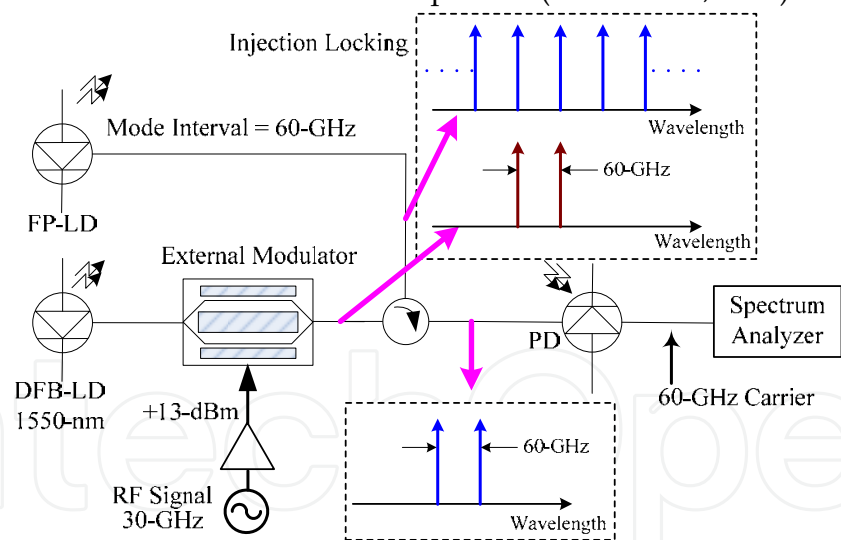 Injection Locking
Mode Interval = 60-GHz
Wavelength
60-GHz
Wavelength
FP-LD
External Modulator
DFB-LD
1550-nm
+13-dBm
RF Signal
30-GHz
PD
Spectrum
Analyzer
60-GHz Carrier
60-GHz
Wavelength